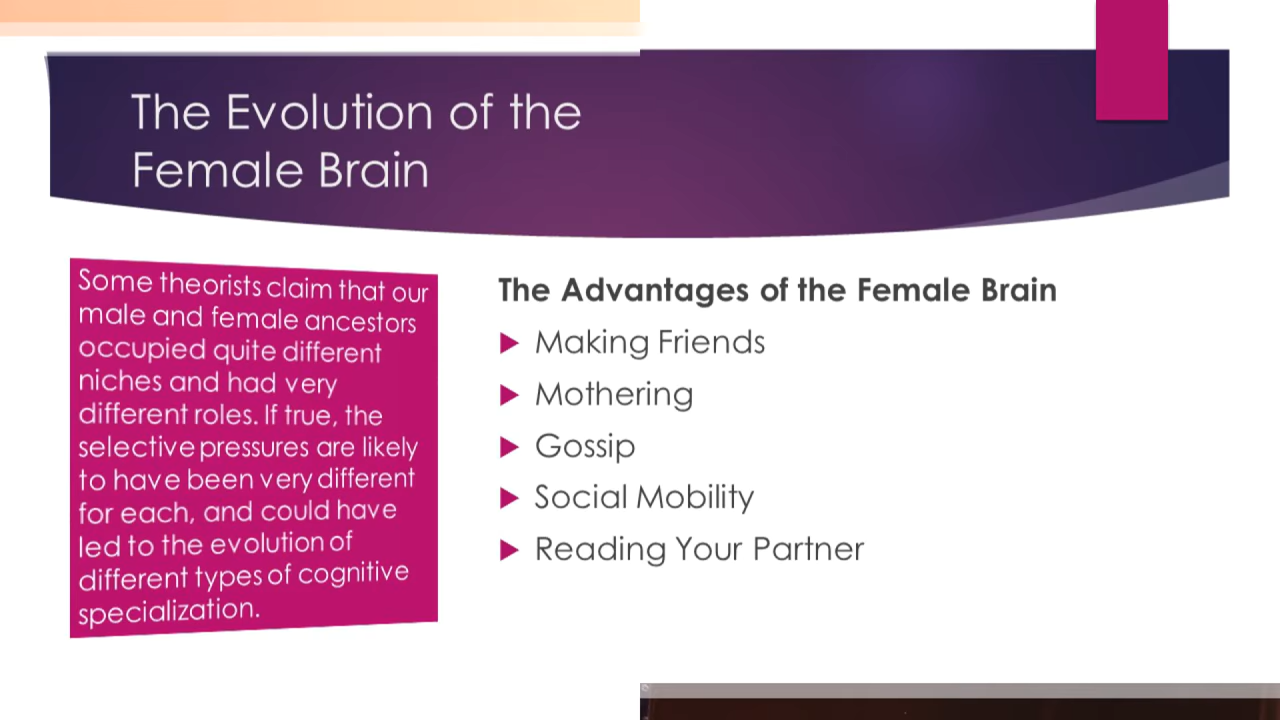 The Evolution of the
Female Brain
Some theorists claim that our
male and female ancestors
occupied quite different
niches and had very
different roles. If true, the
selective pressures are likely
to have been very different
for each, and could have
led to the evolution of
different types of cognitive
specialization.
The Advantages of the Female Brain
Making Friends
Mothering
Gossip
Social Mobility
Reading Your Partner